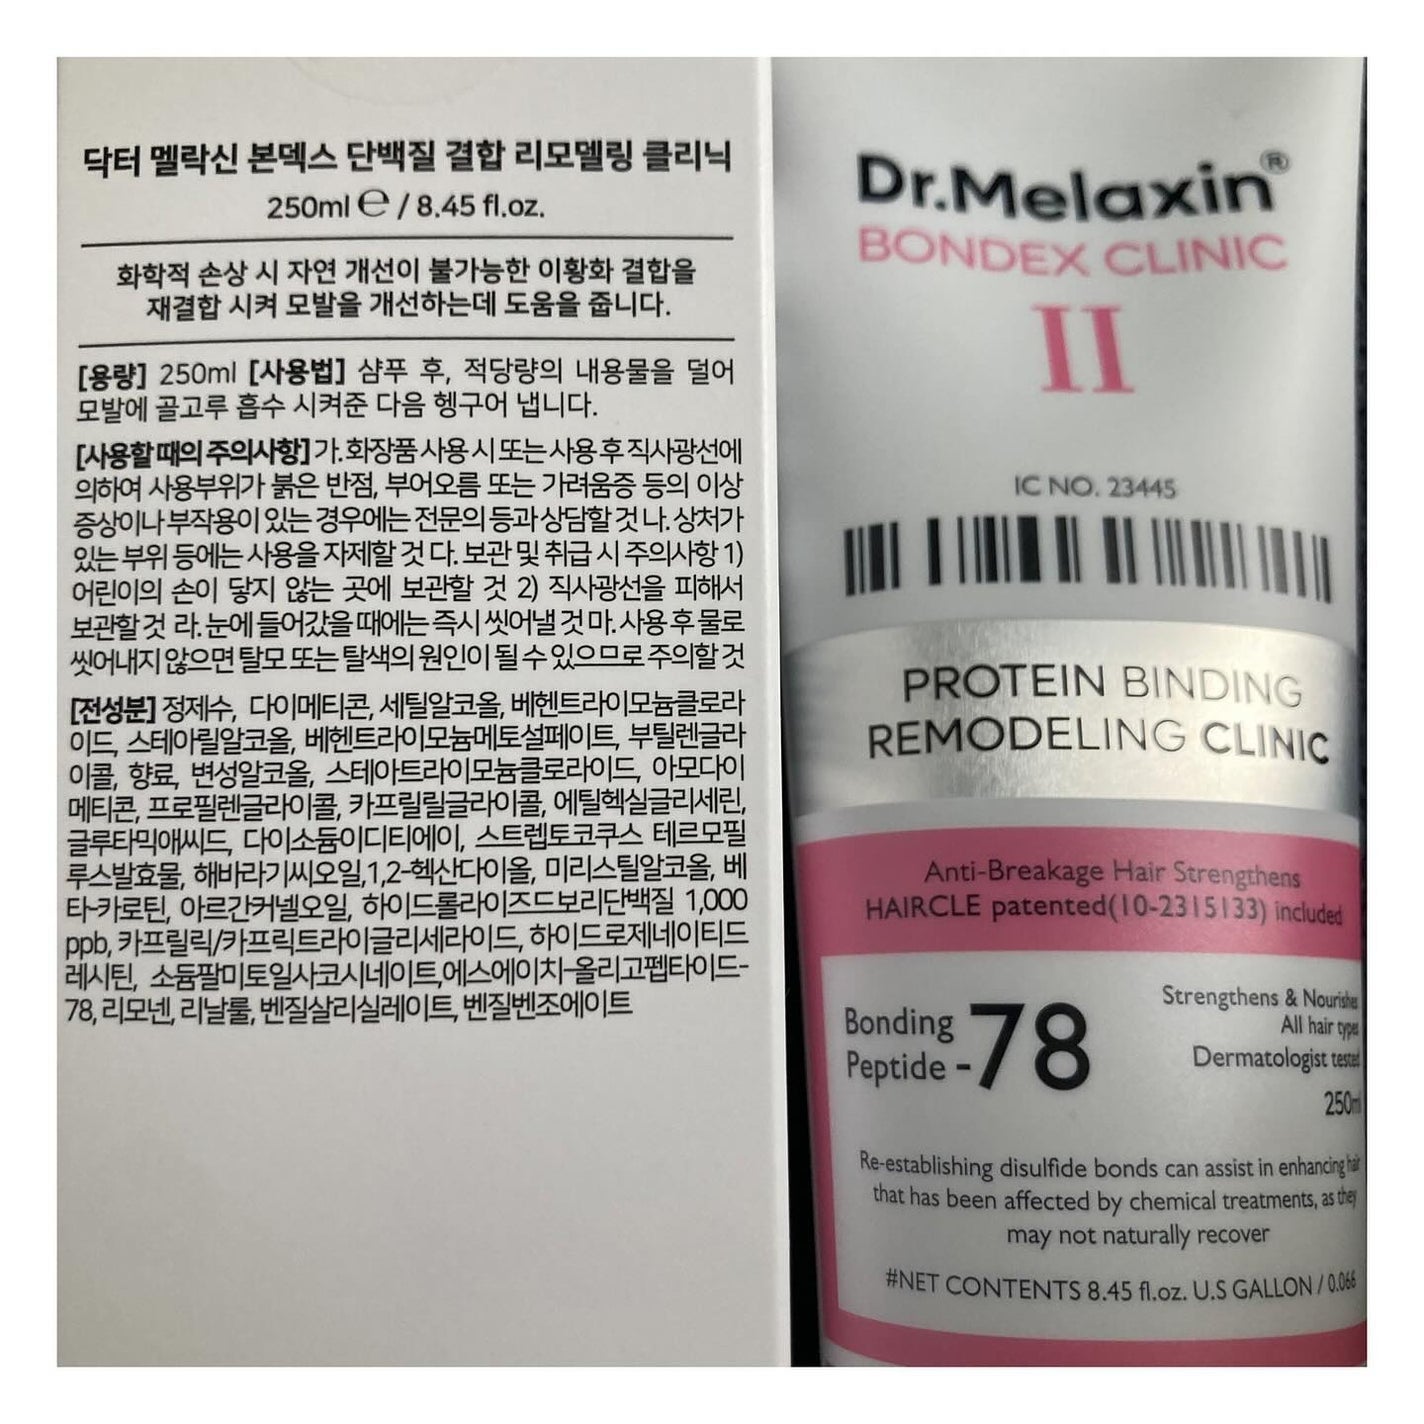 닥터 멜락신 본덱스 단백질 결합 리모델링 클리닉
250ml ℮ / 8.45 fl.oz.
화학적 손상 시 자연 개선이 불가능한 이황화 결합을
재결합 시켜 모발을 개선하는데 도움을 줍니다.
[용량] 250ml [사용법] 샴푸 후, 적당량의 내용물을 덜어
모발에 골고루 흡수 시켜준 다음 헹구어 냅니다.
[사용할 때의 주의사항] 가. 화장품 사용 시 또는 사용 후 직사광선에
의하여 사용부위가 붉은 반점, 부어오름 또는 가려움증 등의 이상
증상이나 부작용이 있는 경우에는 전문의 등과 상담할 것 나. 상처가
있는 부위 등에는 사용을 자제할 것 다. 보관 및 취급 시 주의사항 1)
어린이의 손이 닿지 않는 곳에 보관할 것 2) 직사광선을 피해서
보관할 것 라. 눈에 들어갔을 때에는 즉시 씻어낼 것 마. 사용 후 물로
씻어내지 않으면 탈모 또는 탈색의 원인이 될 수 있으므로 주의할 것
[전성분] 정제수, 다이메티콘, 세틸알코올, 베헨트라이모늄클로라
이드, 스테아릴알코올, 베헨트라이모늄메토설페이트, 부틸렌글라
이콜, 향료, 변성알코올, 스테아트라이모늄클로라이드, 아모다이
메티콘, 프로필렌글라이콜, 카프릴릴글라이콜, 에틸헥실글리세린,
글루타믹애씨드, 다이소듐이디티에이, 스트렙토코쿠스 테르모필
루스발효물, 해바라기씨오일,1,2-헥산다이올, 미리스틸알코올, 베
타-카로틴, 아르간커넬오일, 하이드롤라이즈드보리단백질 1,000
ppb, 카프릴릭/카프릭트라이글리세라이드, 하이드로제네이티드
레시틴, 소듐팔미토일사코시네이트,에스에이치-올리고펩타이드-
78, 리모넨, 리날룰, 벤질살리실레이트, 벤질벤조에이트
Dr.Melaxin®
BONDEX CLINIC
II
IC NO. 23445
PROTEIN BINDING
REMODELING CLINIC
Anti-Breakage Hair Strengthens
HAIRCLE patented(10-2315133) included
Bonding
Peptide -78
Strengthens & Nourishes
All hair types
Dermatologist tested
250ml
Re-establishing disulfide bonds can assist in enhancing hair
that has been affected by chemical treatments, as they
may not naturally recover
#NET CONTENTS 8.45 fl.oz. U.S GALLON / 0.066